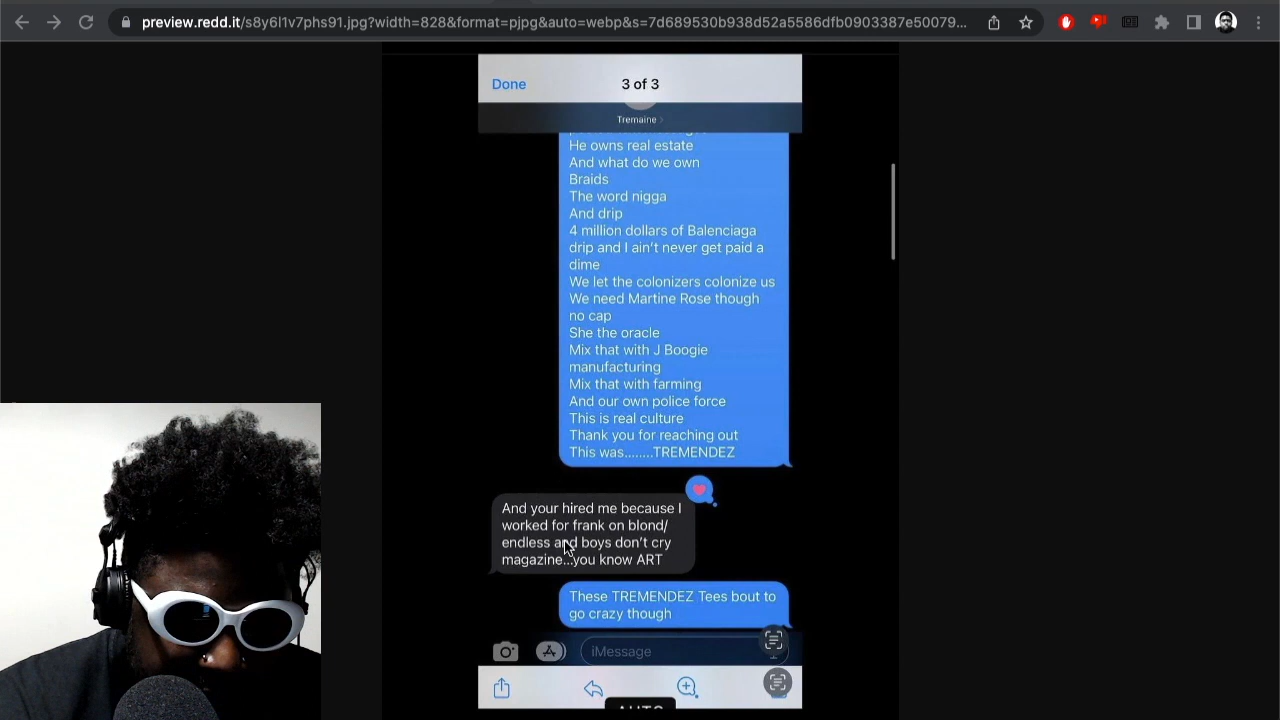 preview.redd.it/s8y6l1v7phs91.jpg?width=828&format=pjpg&auto=webp&s=7d689530b938d52a5586dfb0903387e50079...
Done
3 of 3
Tremaine
He owns real estate
And what do we own
Braids
The word nigga
And drip
4 million dollars of Balenciaga
drip and I ain't never get paid a
dime
We let the colonizers colonize us
We need Martine Rose though
no cap
She the oracle
Mix that with J Boogie
manufacturing
Mix that with farming
And our own police force
This is real culture
Thank you for reaching out
This was........TREMENDEZ
And your hired me because I
worked for frank on blond/
endless and boys don't cry
magazine...you know ART
These TREMENDEZ Tees bout to
go crazy though
iMessage